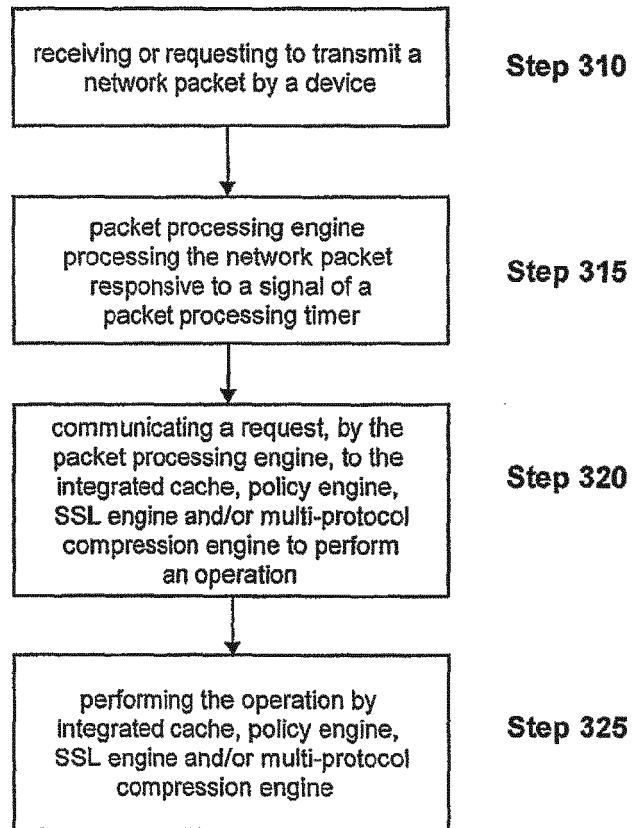 receiving or requesting to transmit a
network packet by a device
Step 310
packet processing engine
processing the network packet
responsive to a signal of a
packet processing timer
Step 315
communicating a request, by the
packet processing engine, to the
integrated cache, policy engine,
SSL engine and/or multi-protocol
compression engine to perform
an operation
Step 320
performing the operation by
integrated cache, policy engine,
SSL engine and/or multi-protocol
compression engine
Step 325